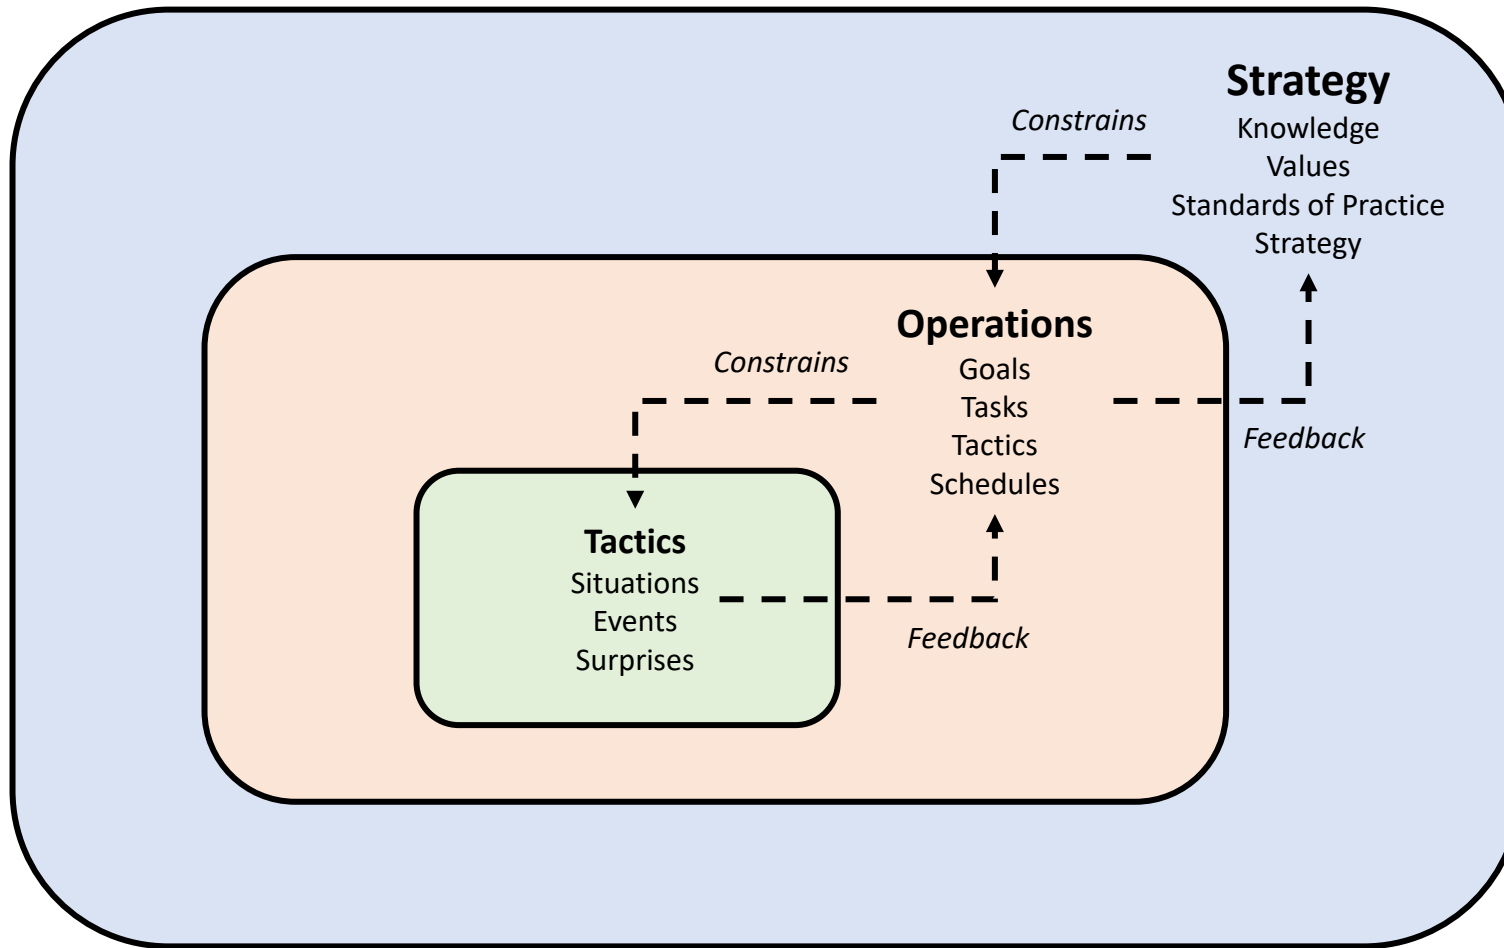 Strategy
Knowledge
Values
Standards of Practice
Strategy
Constrains
Operations
Goals
Tasks
Tactics
Schedules
Constrains
Feedback
Tactics
Situations
Events
Surprises
Feedback